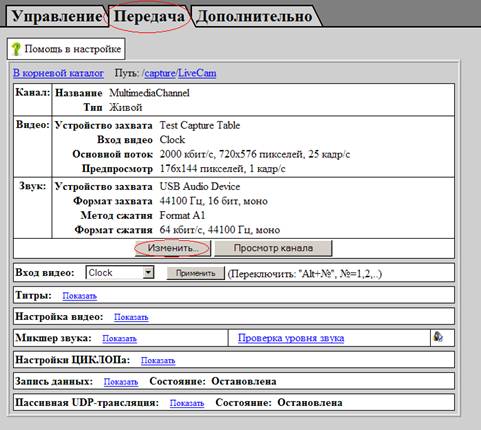 Управление Передача Дополнительно
Помощь в настройке
В корневой каталог Путь: /capture/LiveCam
Канал: Название MultimediaChannel
Тип Живой
Видео: Устройство захвата Test Capture Table
Вход видео Clock
Основной поток 2000 кбит/с, 720x576 пикселей, 25 кадр/с
Предпросмотр 176x144 пикселей, 1 кадр/с
Звук: Устройство захвата USB Audio Device
Формат захвата 44100 Гц, 16 бит, моно
Метод сжатия Format A1
Формат сжатия 64 кбит/с, 44100 Гц, моно
Изменить... Просмотр канала
Вход видео: Clock Применить (Переключить: "Alt+№", №=1,2,..)
Титры: Показать
Настройка видео: Показать
Микшер звука: Показать Проверка уровня звука
Настройки ЦИКЛОПа: Показать
Запись данных: Показать Состояние: Остановлена
Пассивная UDP-трансляция: Показать Состояние: Остановлена